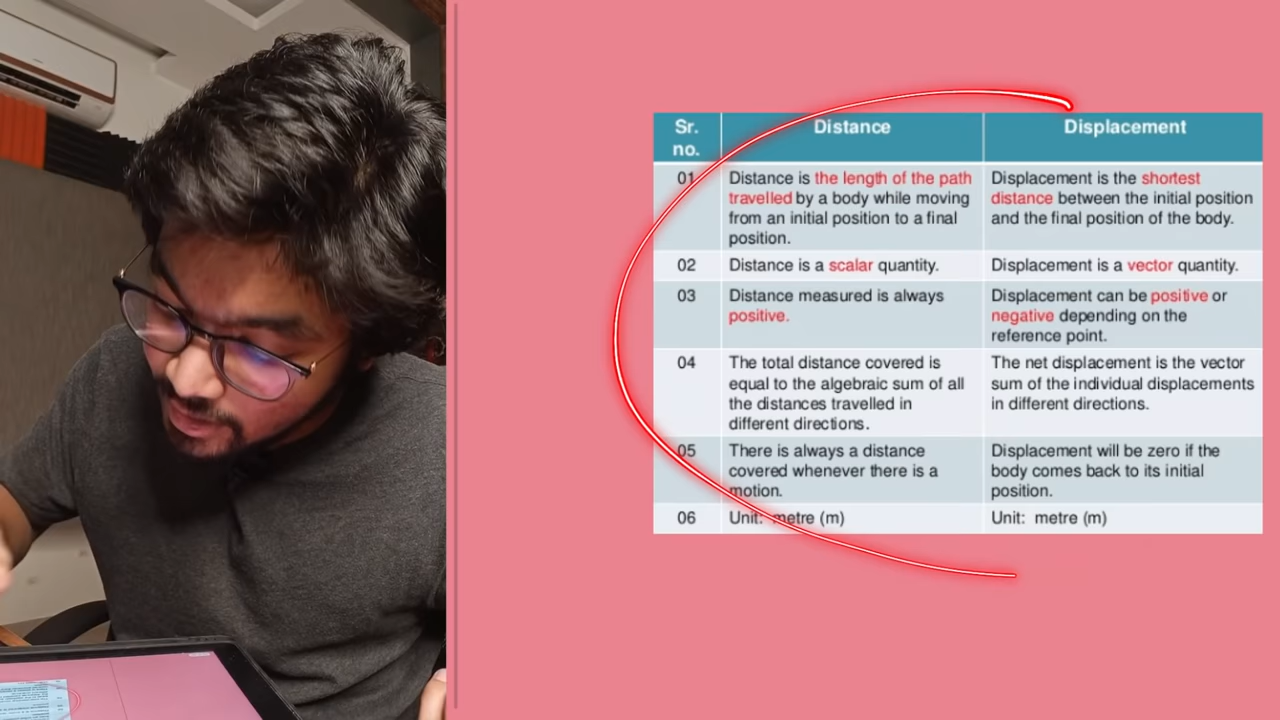 Sr. no. Distance Displacement
01 Distance is the length of the path travelled by a body while moving from an initial position to a final position. Displacement is the shortest distance between the initial position and the final position of the body.
02 Distance is a scalar quantity. Displacement is a vector quantity.
03 Distance measured is always positive. Displacement can be positive or negative depending on the reference point.
04 The total distance covered is equal to the algebraic sum of all the distances travelled in different directions. The net displacement is the vector sum of the individual displacements in different directions.
05 There is always a distance covered whenever there is a motion. Displacement will be zero if the body comes back to its initial position.
06 Unit: metre (m) Unit: metre (m)